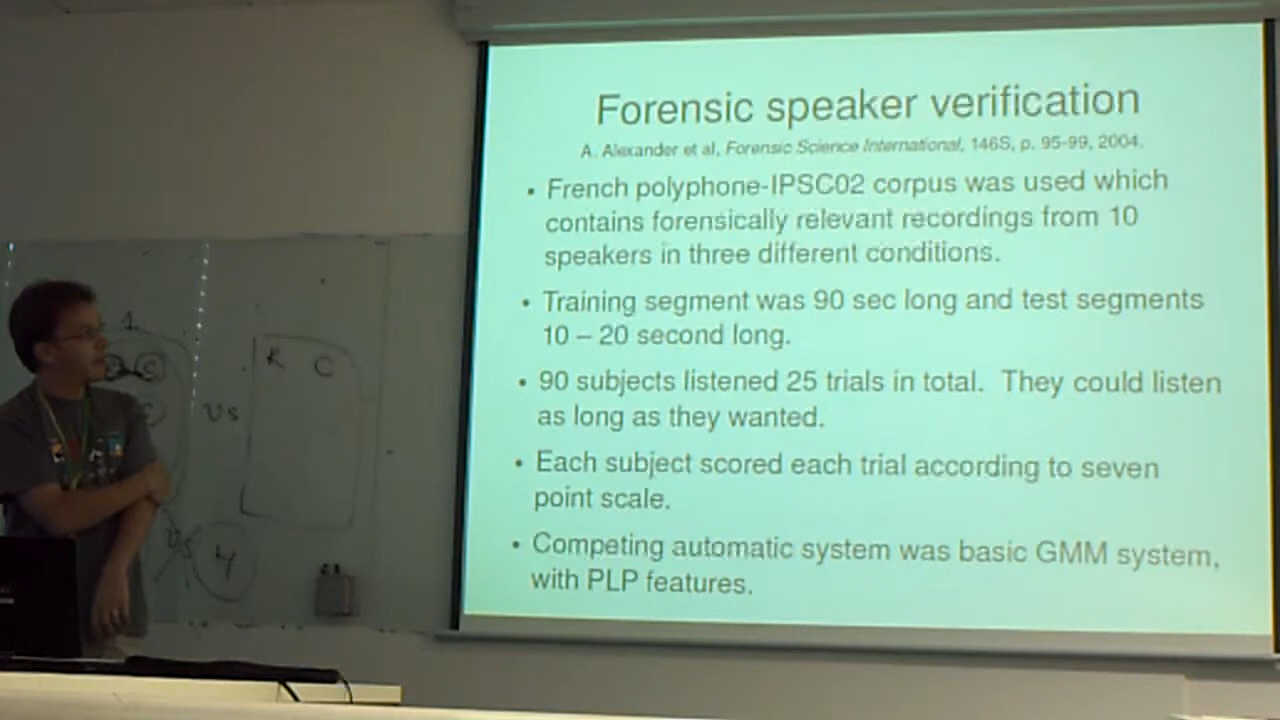 Forensic speaker verification
A. Alexander et al, Forensic Science International, 146S, p. 95-99, 2004.
• French polyphone-IPSC02 corpus was used which
contains forensically relevant recordings from 10
speakers in three different conditions.
• Training segment was 90 sec long and test segments
10 – 20 second long.
• 90 subjects listened 25 trials in total. They could listen
as long as they wanted.
• Each subject scored each trial according to seven
point scale.
• Competing automatic system was basic GMM system,
with PLP features.
1
K C
vs
vs